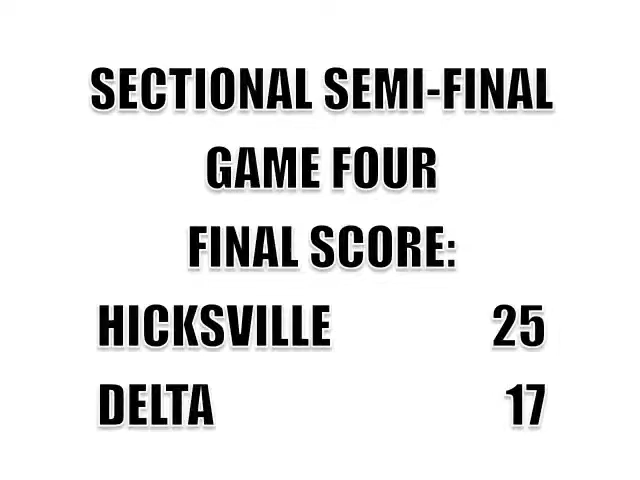 SECTIONAL SEMI-FINAL
GAME FOUR
FINAL SCORE:
HICKSVILLE 25
DELTA 17